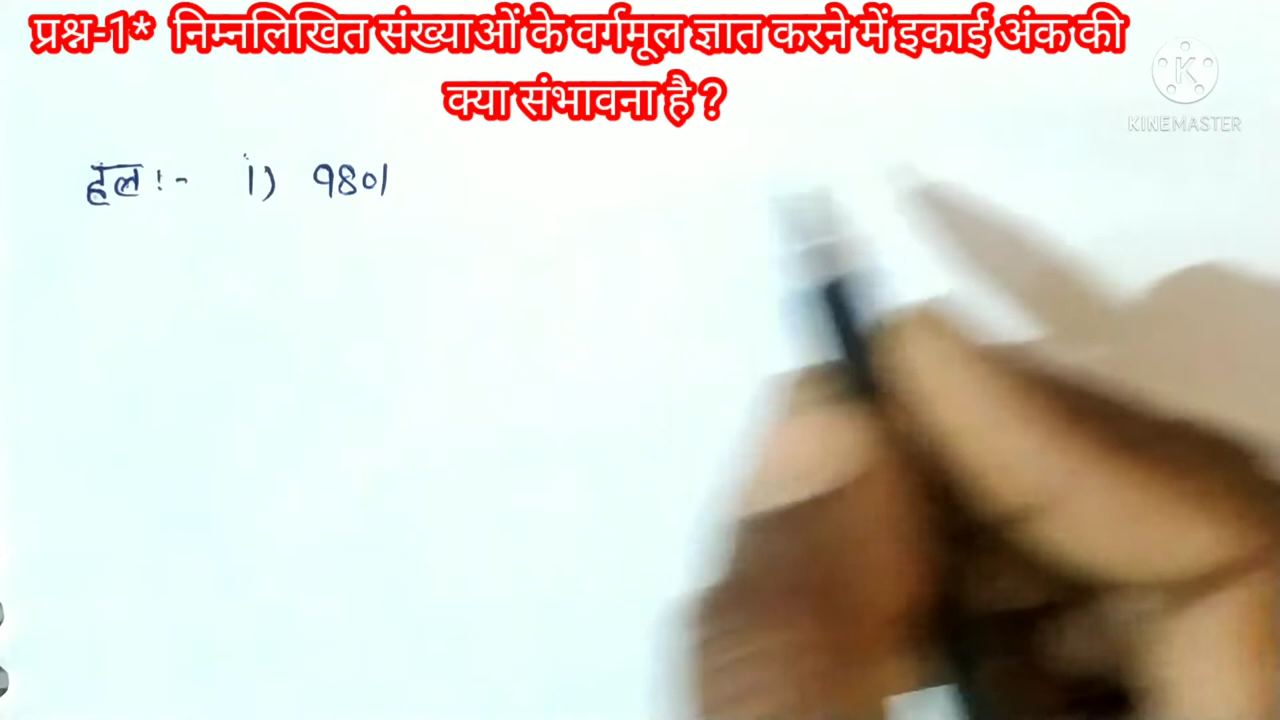 प्रश्न-1* निम्नलिखित संख्याओं के वर्गमूल ज्ञात करने में इकाई अंक की
क्या संभावना है ?
K
KINEMASTER
हल :- i) 9801